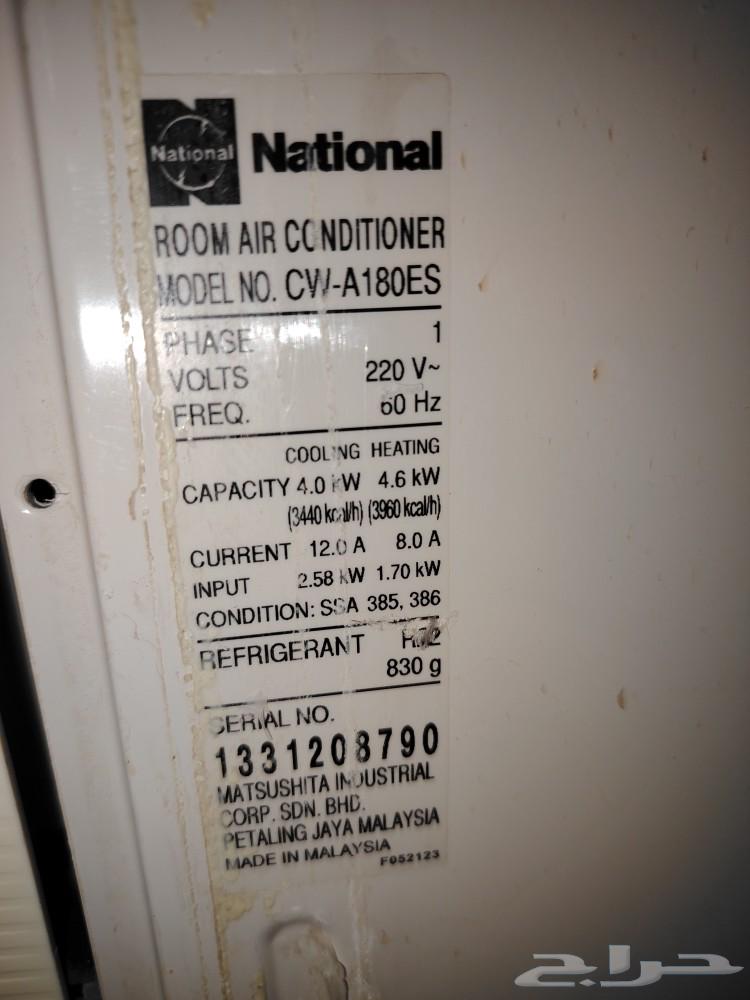 National
National
ROOM AIR CONDITIONER
MODEL NO. CW-A180ES
PHASE 1
VOLTS 220 V~
FREQ. 60 Hz
COOLING HEATING
CAPACITY 4.0 kW 4.6 kW
(3440 kcal/h) (3960 kcal/h)
CURRENT 12.0 A 8.0 A
INPUT 2.58 kW 1.70 kW
CONDITION: SSA 385, 386
REFRIGERANT
830 g
SERIAL NO.
1331208790
MATSUSHITA INDUSTRIAL
CORP. SDN. BHD.
PETALING JAYA MALAYSIA
MADE IN MALAYSIA
F052123
حراج